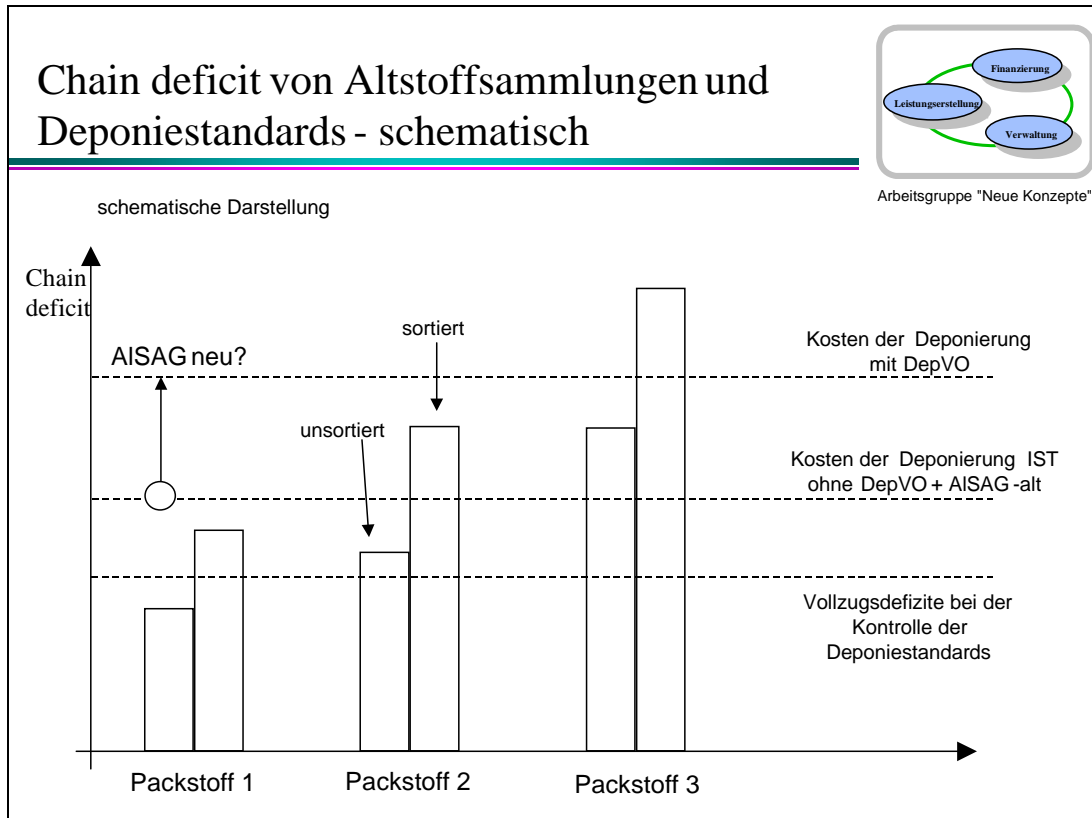 Chain deficit von Altstoffsammlungen und
Deponiestandards - schematisch
Finanzierung
Leistungserstellung
Verwaltung
Arbeitsgruppe "Neue Konzepte"
schematische Darstellung
Chain
deficit
AlSAG neu?
sortiert
unsortiert
Kosten der Deponierung
mit DepVO
Kosten der Deponierung IST
ohne DepVO + AlSAG -alt
Vollzugsdefizite bei der
Kontrolle der
Deponiestandards
Packstoff 1
Packstoff 2
Packstoff 3